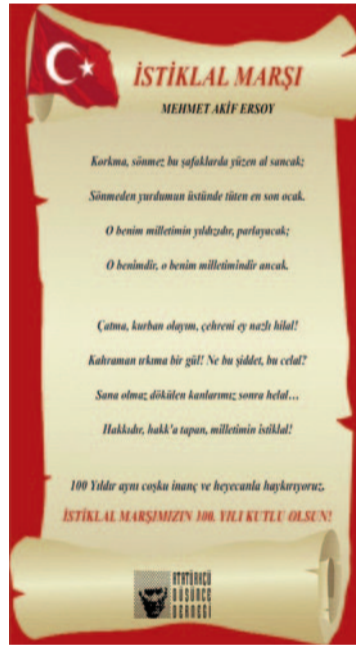 İSTİKLAL MARŞI
MEHMET AKİF ERSOY
Korkma, sönmez bu şafaklarda yüzen al sancak;
Sönmeden yurdumun üstünde tüten en son ocak.
O benim milletimin yıldızıdır, parlayacak;
O benimdir, o benim milletimindir ancak.
Çatma, kurban olayım, çehreni ey nazlı hilal!
Kahraman ırkıma bir gül! Ne bu şiddet, bu celal?
Sana olmaz dökülen kanlarımız sonra helal...
Hakkıdır, hakk'a tapan, milletimin istiklal!
100 Yıldır aynı coşku inanç ve heyecanla haykırıyoruz.
İSTİKLAL MARŞIMIZIN 100. YILI KUTLU OLSUN!
ATATÜRKÇÜ
DÜŞÜNCE
DERNEĞİ